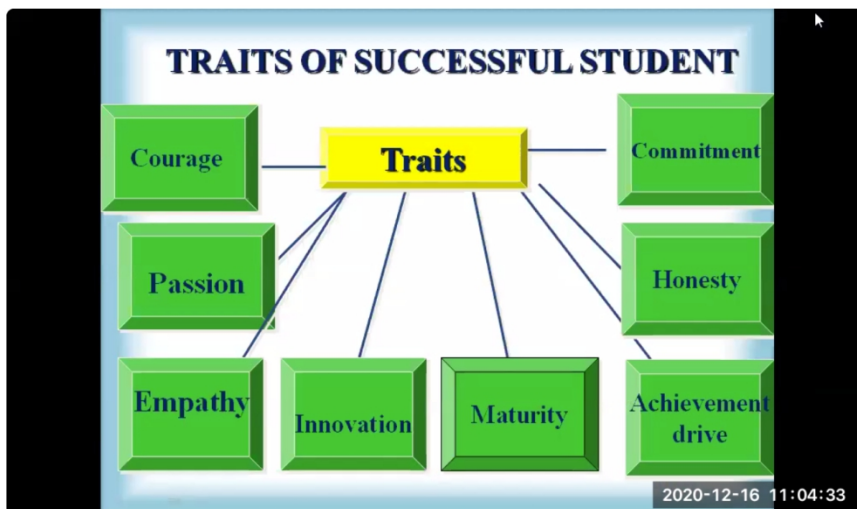 TRAITS OF SUCCESSFUL STUDENT
Traits
Courage
Commitment
Passion
Honesty
Empathy
Innovation
Maturity
Achievement
drive
2020-12-16 11:04:33